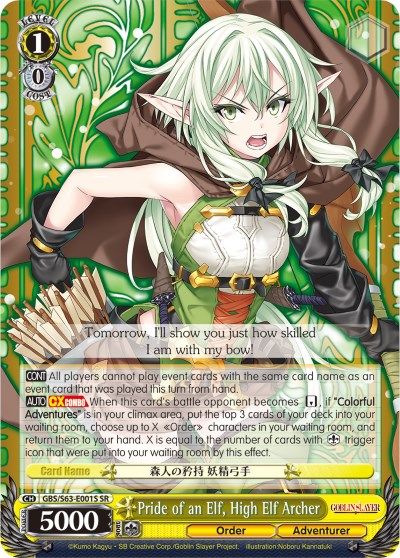 LEVEL
1
0
COST
Tomorrow, I'll show you just how skilled
I am with my bow!
CONT All players cannot play event cards with the same card name as an
event card that was played this turn from hand.
AUTO CX COMBO When this card's battle opponent becomes 1, if "Colorful
Adventures" is in your climax area, put the top 3 cards of your deck into your
waiting room, choose up to X «Order» characters in your waiting room, and
return them to your hand. X is equal to the number of cards with trigger
icon that were put into your waiting room by this effect.
Card Name
森人の矜持 妖精弓手
CH GBS/S63-E001S SR
Pride of an Elf, High Elf Archer
GOBLIN SLAYER
POWER
5000
SOUL
Order
Adventurer
©Kumo Kagyu・SB Creative Corp./Goblin Slayer Project. illustration:Noboru Kannatuki